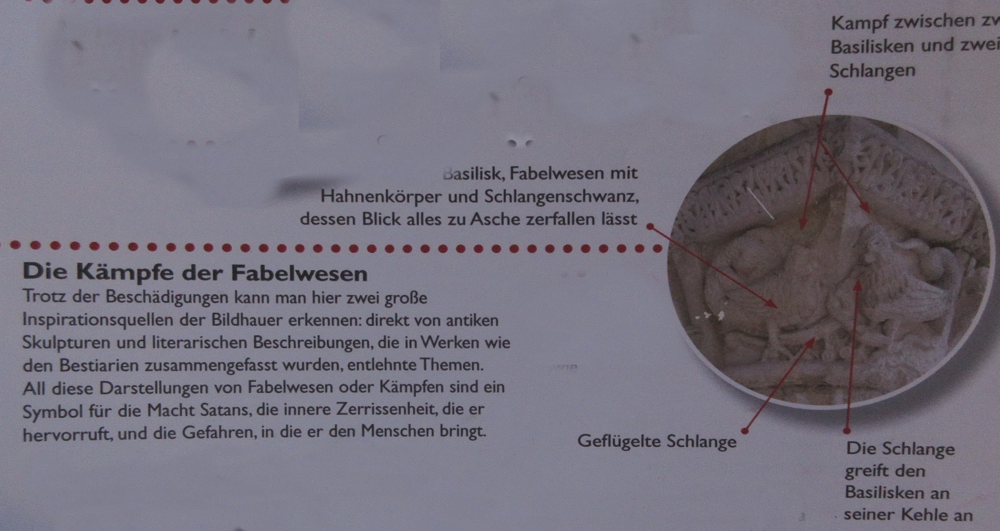 Kampf zwischen
Basilisken und zwei
Schlangen
Basilisk, Fabelwesen mit
Hahnenkörper und Schlangenschwanz,
dessen Blick alles zu Asche zerfallen lässt
Die Kämpfe der Fabelwesen
Trotz der Beschädigungen kann man hier zwei große
Inspirationsquellen der Bildhauer erkennen: direkt von antiken
Skulpturen und literarischen Beschreibungen, die in Werken wie
den Bestiarien zusammengefasst wurden, entlehnte Themen.
All diese Darstellungen von Fabelwesen oder Kämpfen sind ein
Symbol für die Macht Satans, die innere Zerrissenheit, die er
hervorruft, und die Gefahren, in die er den Menschen bringt.
Geflügelte Schlange
Die Schlange
greift den
Basilisken an
seiner Kehle an